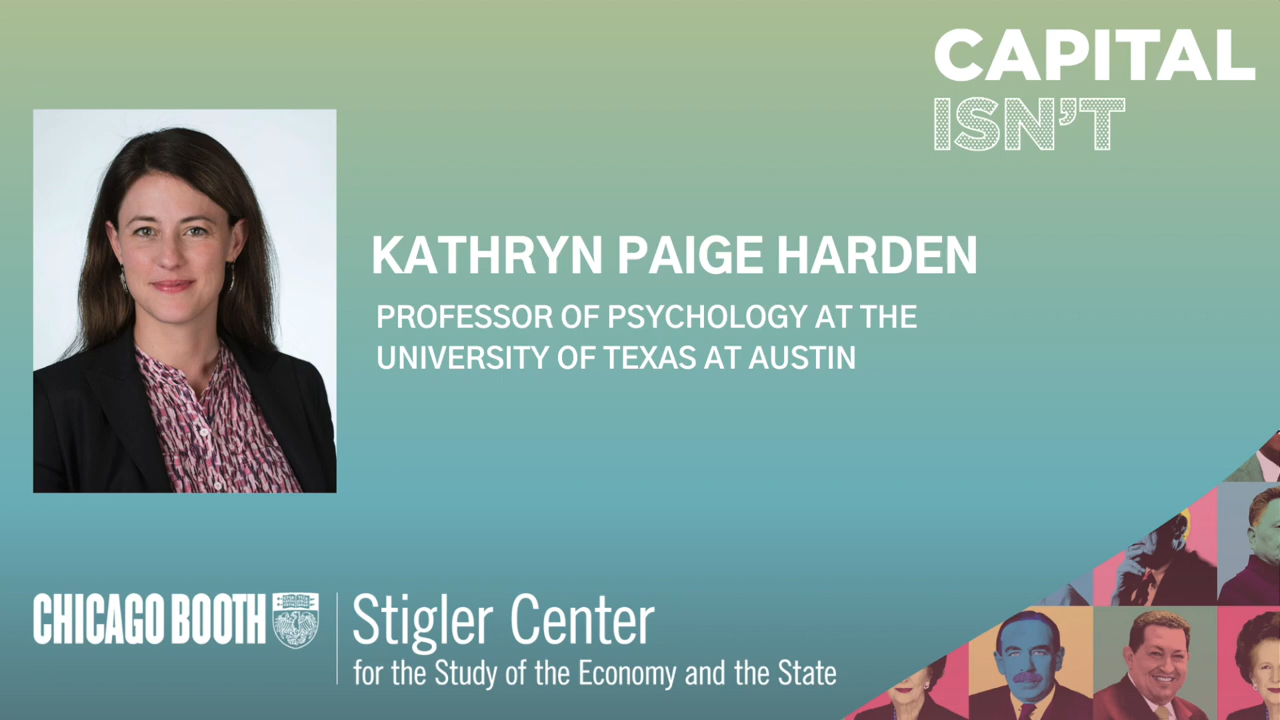 CAPITAL
ISN'T
KATHRYN PAIGE HARDEN
PROFESSOR OF PSYCHOLOGY AT THE
UNIVERSITY OF TEXAS AT AUSTIN
CHICAGO BOOTH
Stigler Center
for the Study of the Economy and the State